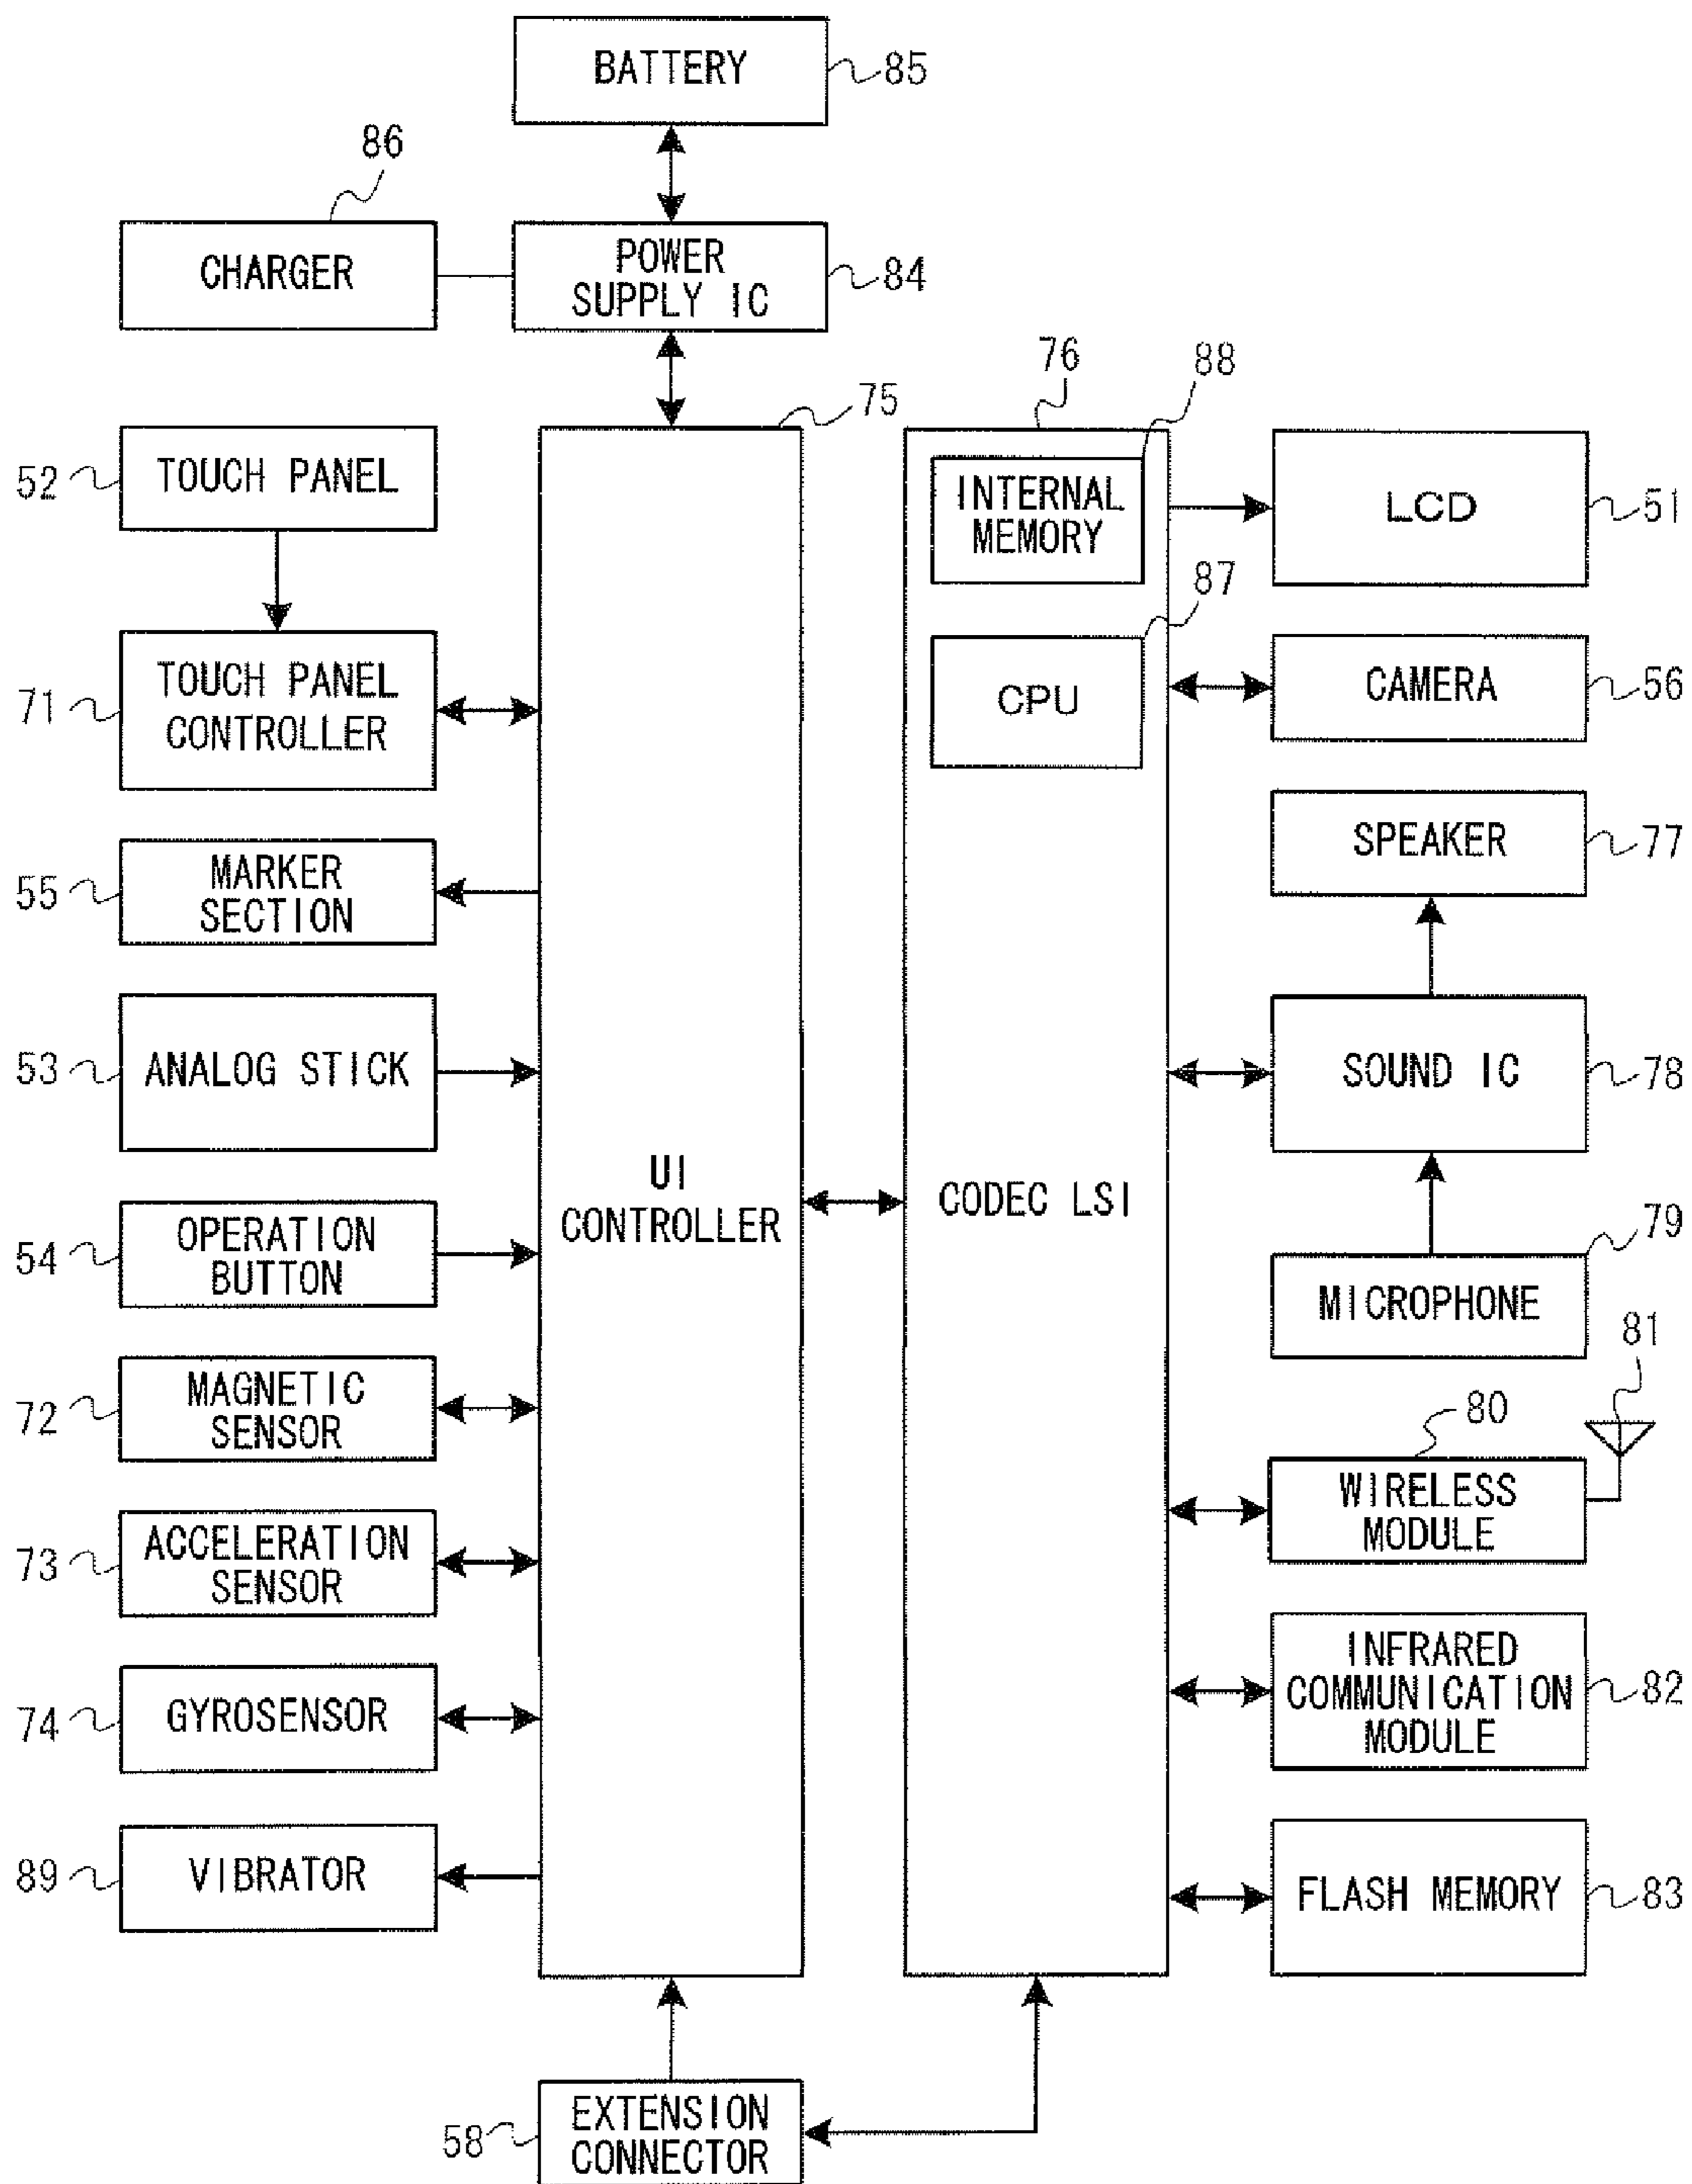 BATTERY
85
86
CHARGER
POWER
SUPPLY IC
84
75
76
88
52
TOUCH PANEL
INTERNAL
MEMORY
LCD
51
87
71
TOUCH PANEL
CONTROLLER
CPU
CAMERA
56
SPEAKER
77
55
MARKER
SECTION
53
ANALOG STICK
SOUND IC
78
UI
CONTROLLER
CODEC LSI
54
OPERATION
BUTTON
79
MICROPHONE
81
72
MAGNETIC
SENSOR
80
WIRELESS
MODULE
73
ACCELERATION
SENSOR
INFRARED
COMMUNICATION
MODULE
82
74
GYROSENSOR
89
VIBRATOR
FLASH MEMORY
83
58
EXTENSION
CONNECTOR